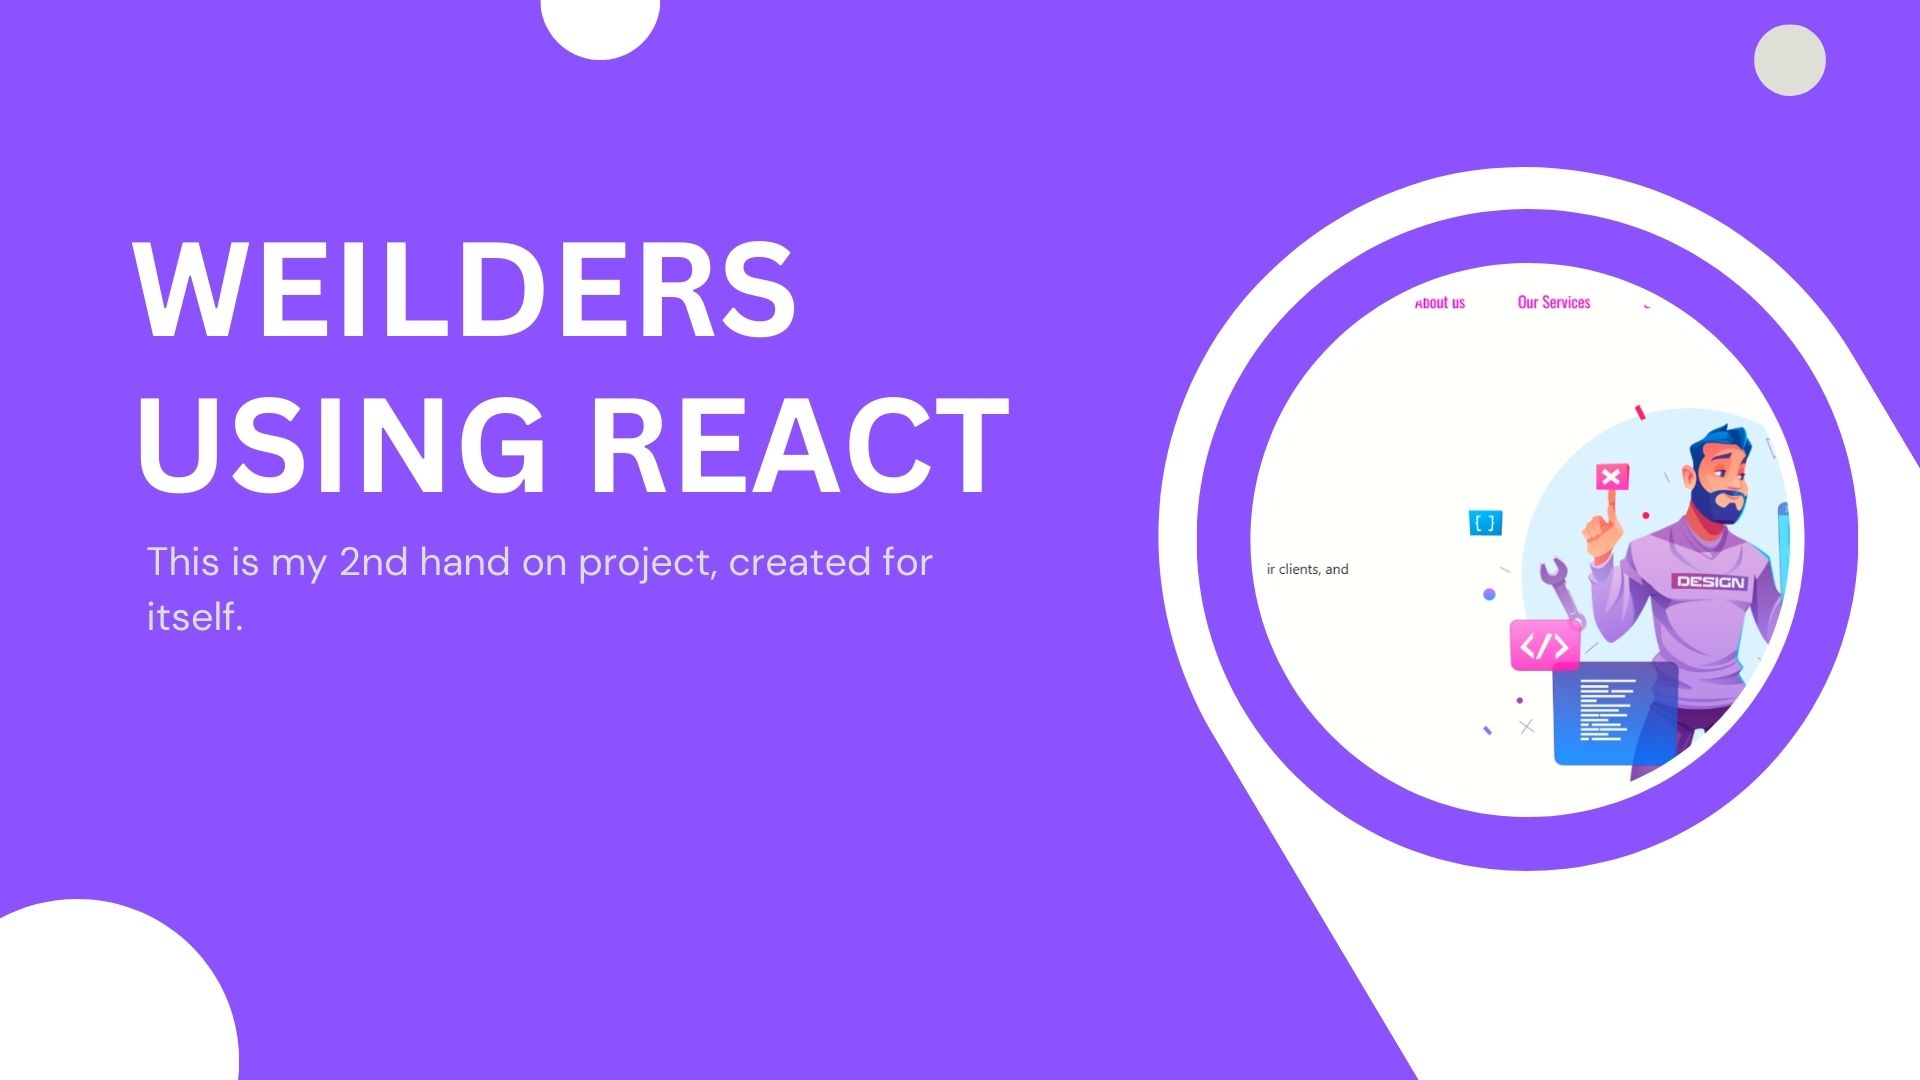 WEILDERS
USING REACT
This is my 2nd hand on project, created for
itself.
About us
Our Services
ir clients, and
{ }
DESIGN
</>